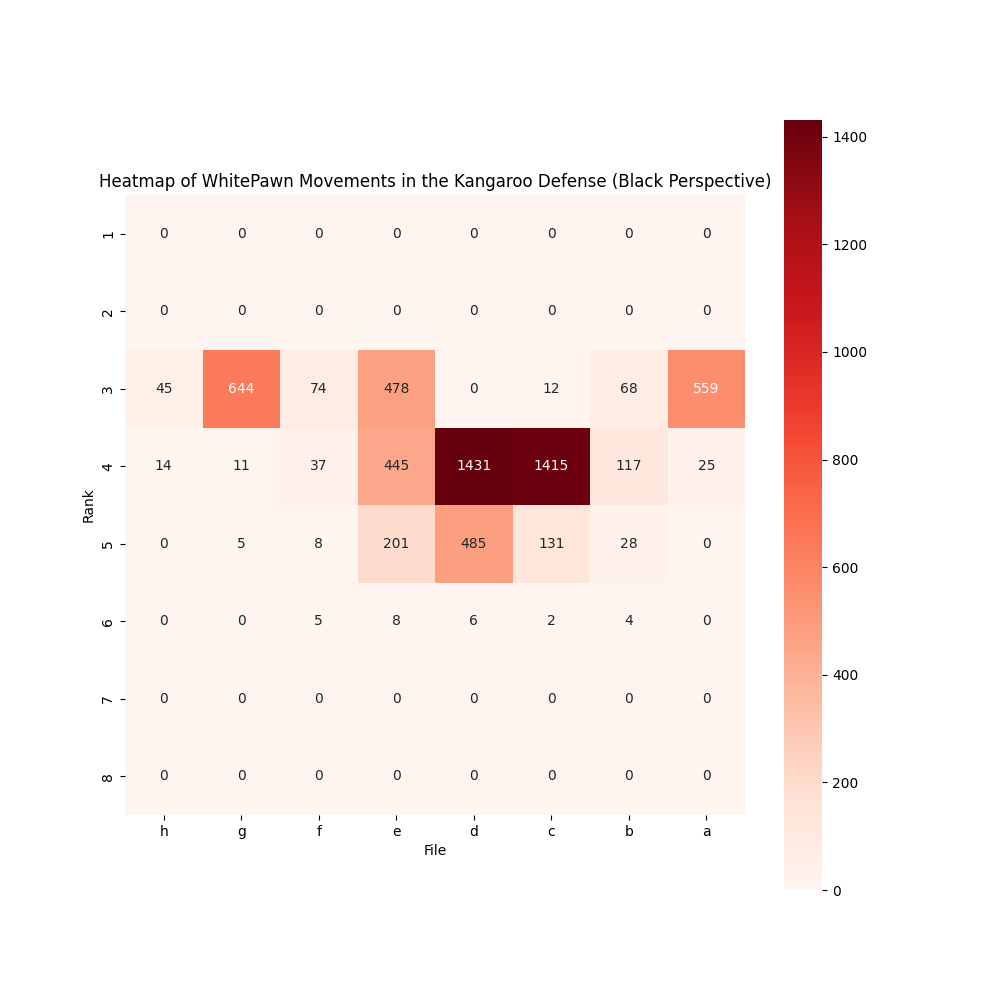 Heatmap of WhitePawn Movements in the Kangaroo Defense (Black Perspective)
1 0 0 0 0 0 0 0 0
2 0 0 0 0 0 0 0 0
3 45 644 74 478 0 12 68 559
4 14 11 37 445 1431 1415 117 25
5 0 5 8 201 485 131 28 0
6 0 0 5 8 6 2 4 0
7 0 0 0 0 0 0 0 0
8 0 0 0 0 0 0 0 0
Rank
h g f e d c b a
File
1400
1200
1000
800
600
400
200
0